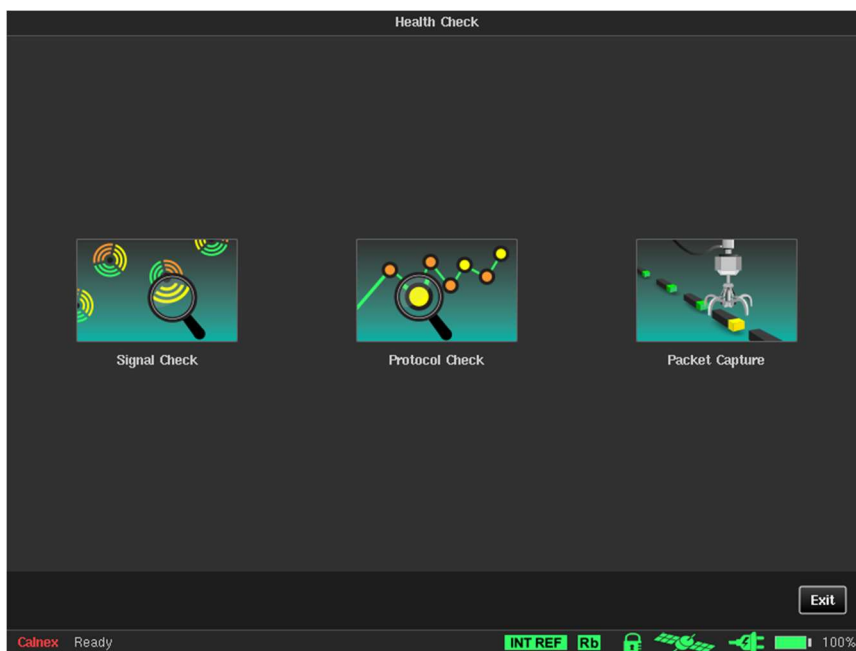 Health Check
Signal Check
Protocol Check
Packet Capture
Exit
Calnex Ready INT REF Rb 100%